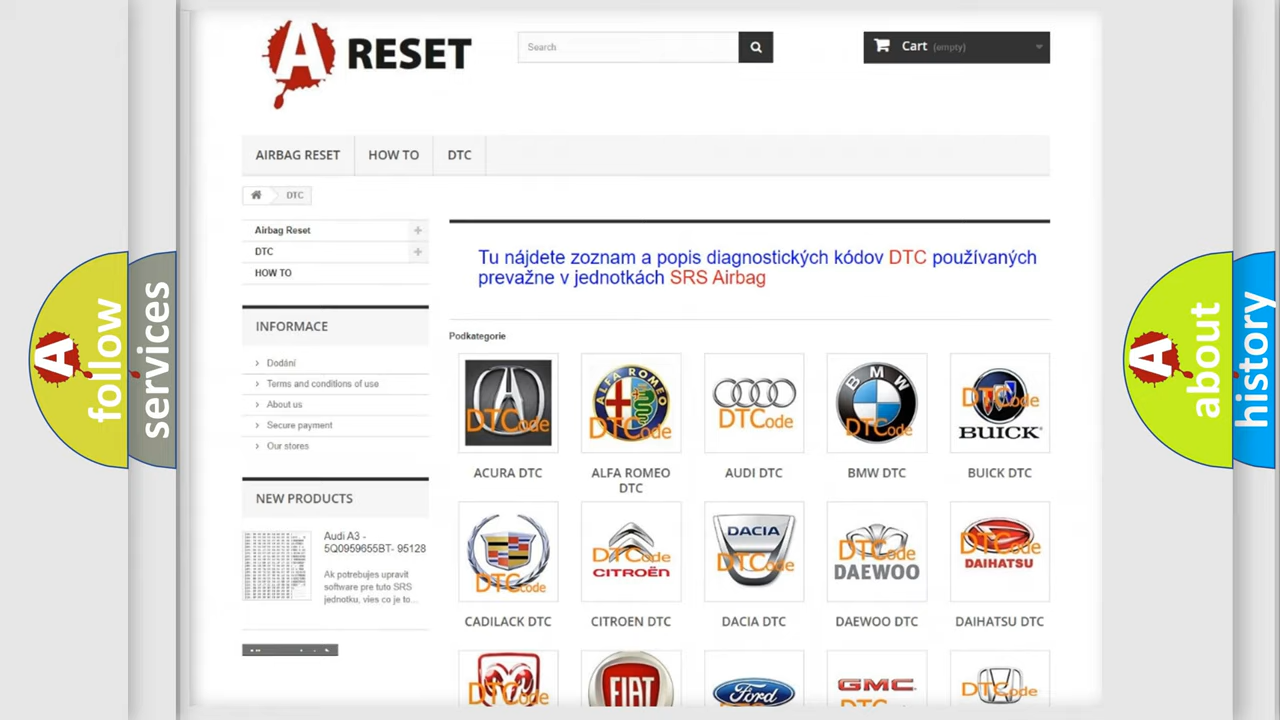 A RESET
Search
Cart (empty)
AIRBAG RESET
HOW TO
DTC
DTC
Airbag Reset
DTC
HOW TO
INFORMACE
Dodání
Terms and conditions of use
About us
Secure payment
Our stores
NEW PRODUCTS
Audi A3 -
5Q0959655BT- 95128
Ak potrebujes upravit
software pre tuto SRS
jednotku, vies co je to...
Tu nájdete zoznam a popis diagnostických kódov DTC používaných
prevažne v jednotkách SRS Airbag
Podkategorie
DTCode
ALFA ROMEO
DTCode
DTCode
BMW
DTCode
DTCode
BUICK
ACURA DTC
ALFA ROMEO
DTC
AUDI DTC
BMW DTC
BUICK DTC
DTCode
DTCode
CITROËN
DACIA
DTCode
DTCode
DAEWOO
DTCode
DAIHATSU
CADILACK DTC
CITROEN DTC
DACIA DTC
DAEWOO DTC
DAIHATSU DTC
DTCode
FIAT
Ford
GMC
DTCode
A follow
services
A about
history